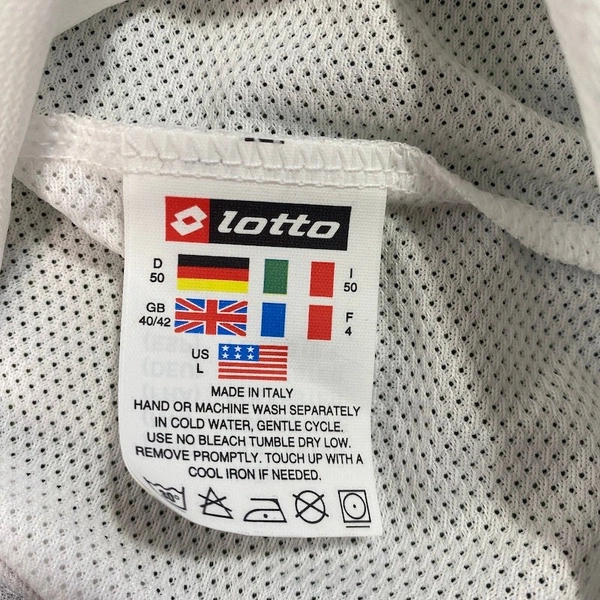 lotto
D I
50 50
GB F
40/42 4
US
L
MADE IN ITALY
HAND OR MACHINE WASH SEPARATELY
IN COLD WATER, GENTLE CYCLE.
USE NO BLEACH TUMBLE DRY LOW.
REMOVE PROMPTLY. TOUCH UP WITH A
COOL IRON IF NEEDED.
30°